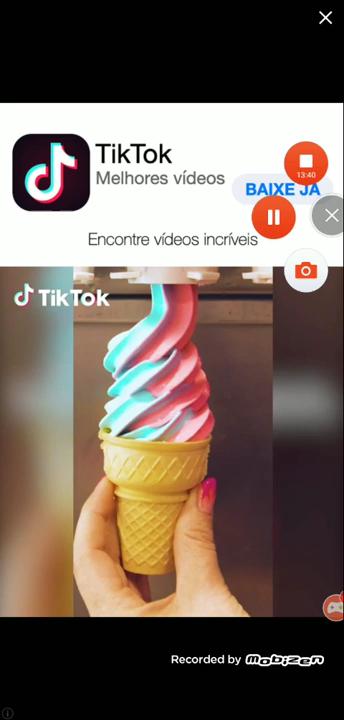 TikTok
Melhores vídeos
13:40
BAIXE JÁ
Encontre vídeos incríveis
TikTok
Recorded by mobizen